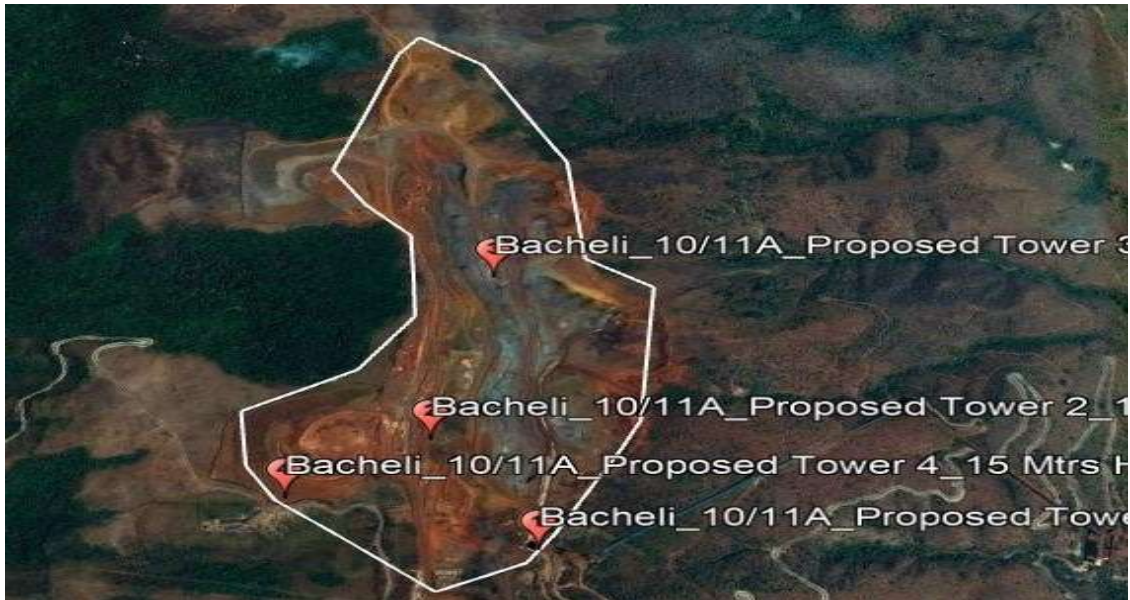 Bacheli_10/11A_Proposed Tower 3
Bacheli_10/11A_Proposed Tower 2_1
Bacheli_10/11A_Proposed Tower 4_15 Mtrs H
Bacheli_10/11A_Proposed Towe